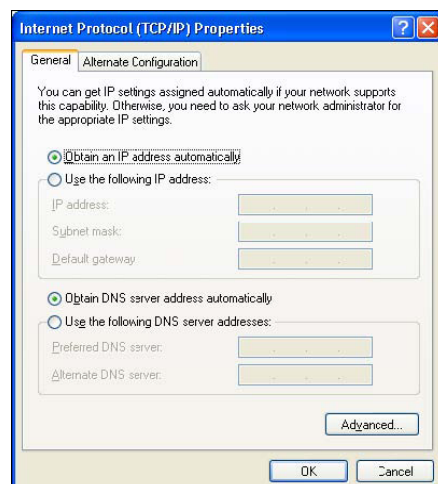 Internet Protocol (TCP/IP) Properties
General
Alternate Configuration
You can get IP settings assigned automatically if your network supports
this capability. Otherwise, you need to ask your network administrator for
the appropriate IP settings.
Obtain an IP address automatically
Use the following IP address:
IP address:
Subnet mask:
Default gateway
Obtain DNS server address automatically
Use the following DNS server addresses:
Preferred DNS server:
Alternate DNS server:
Advanced...
OK
Cancel